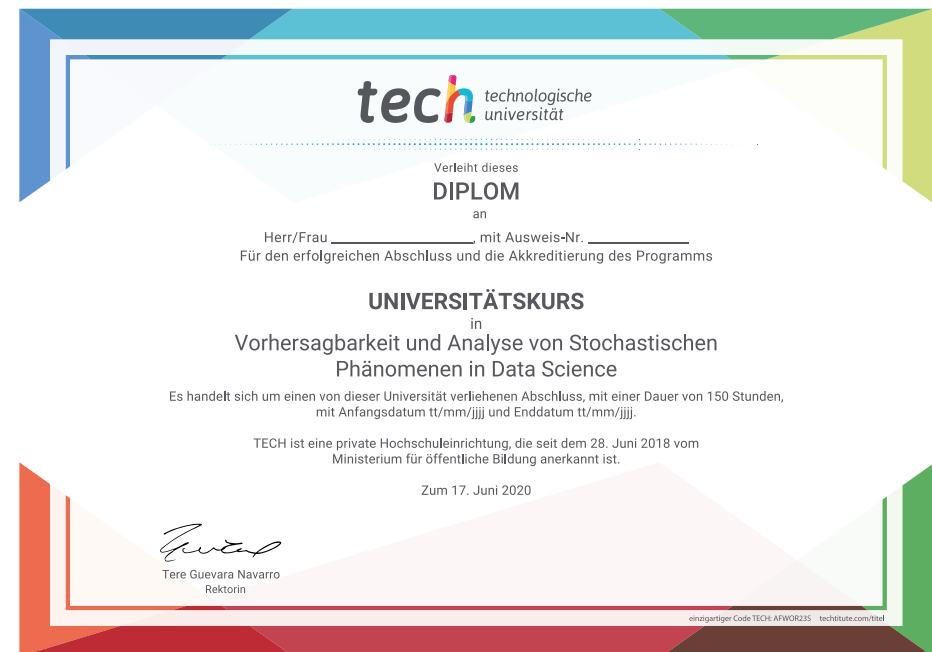 tech technologische
universität
Verleiht dieses
DIPLOM
an
Herr/Frau ____________________, mit Ausweis-Nr. ______________
Für den erfolgreichen Abschluss und die Akkreditierung des Programms
UNIVERSITÄTSKURS
in
Vorhersagbarkeit und Analyse von Stochastischen
Phänomenen in Data Science
Es handelt sich um einen von dieser Universität verliehenen Abschluss, mit einer Dauer von 150 Stunden,
mit Anfangsdatum tt/mm/jjjj und Enddatum tt/mm/jjjj.
TECH ist eine private Hochschuleinrichtung, die seit dem 28. Juni 2018 vom
Ministerium für öffentliche Bildung anerkannt ist.
Zum 17. Juni 2020
Tere Guevara Navarro
Rektorin
einzigartiger Code TECH: AFWOR23S techtitute.com/titel